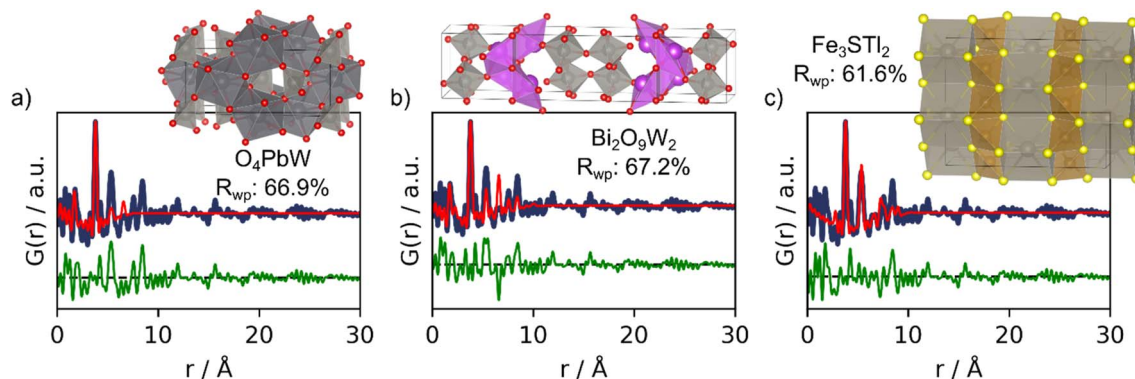 a)
O₄PbW
Rwp: 66.9%
G(r) / a.u.
0 10 20 30
r / Å
b)
Bi₂O₉W₂
Rwp: 67.2%
G(r) / a.u.
0 10 20 30
r / Å
c)
Fe₃STl₂
Rwp: 61.6%
G(r) / a.u.
0 10 20 30
r / Å